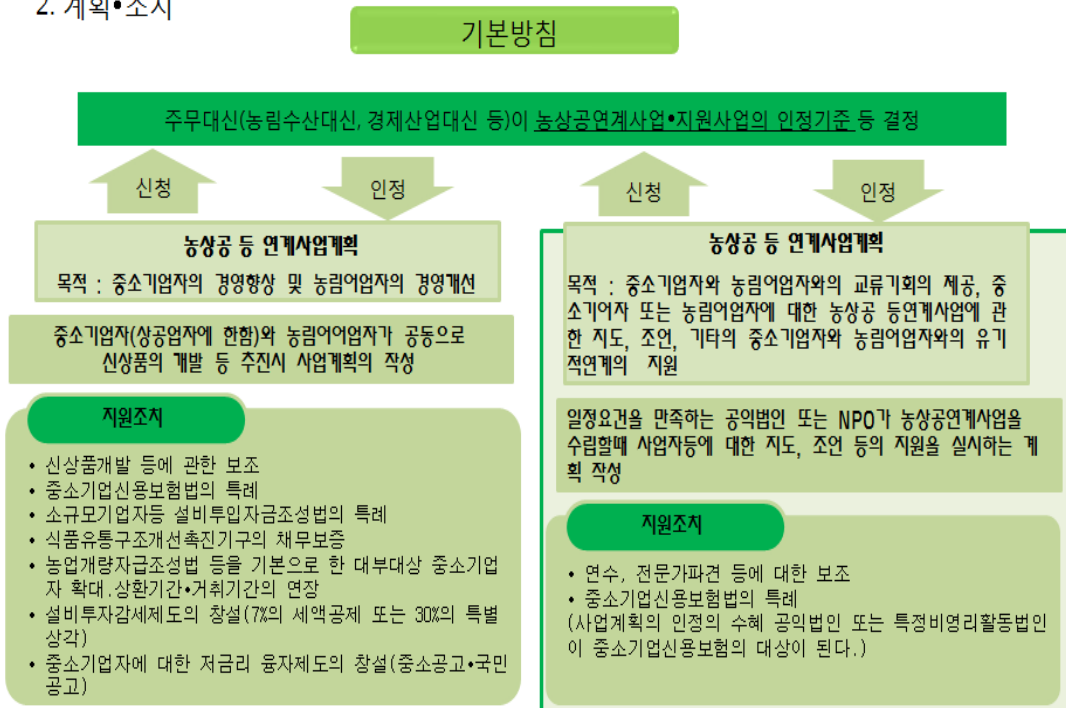 2. 계획•조치
기본방침
주무대신(농림수산대신, 경제산업대신 등)이 농상공연계사업•지원사업의 인정기준 등 결정
신청
인정
신청
인정
농상공 등 연계사업계획
목적 : 중소기업자의 경영향상 및 농림어업자의 경영개선
중소기업자(상공업자에 한함)와 농림어어업자가 공동으로
신상품의 개발 등 추진시 사업계획의 작성
지원조치
• 신상품개발 등에 관한 보조
• 중소기업신용보험법의 특례
• 소규모기업자등 설비투입자금조성법의 특례
• 식품유통구조개선촉진기구의 채무보증
• 농업개량자급조성법 등을 기본으로 한 대부대상 중소기업
자 확대.상환기간•거취기간의 연장
• 설비투자감세제도의 창설(7%의 세액공제 또는 30%의 특별
상각)
• 중소기업자에 대한 저금리 융자제도의 창설(중소공고•국민
공고)
농상공 등 연계사업계획
목적 : 중소기업자와 농림어업자와의 교류기회의 제공, 중
소기어자 또는 농림어업자에 대한 농상공 등연계사업에 관
한 지도, 조언, 기타의 중소기업자와 농림어업자와의 유기
적연계의 지원
일정요건을 만족하는 공익법인 또는 NPO가 농상공연계사업을
수립할때 사업자등에 대한 지도, 조언 등의 지원을 실시하는 계
획 작성
지원조치
• 연수, 전문가파견 등에 대한 보조
• 중소기업신용보험법의 특례
(사업계획의 인정의 수혜 공익법인 또는 특정비영리활동법인
이 중소기업신용보험의 대상이 된다.)